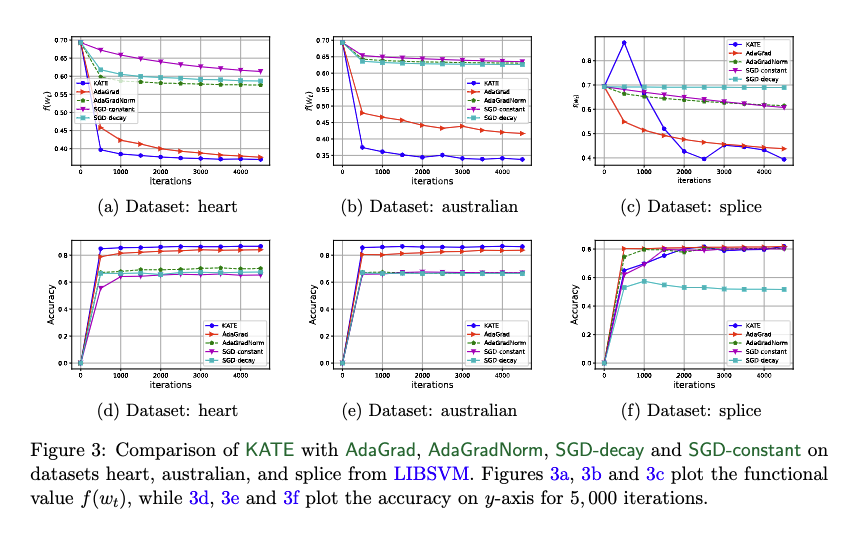 0.70
0.65
0.60
0.55
0.50
0.45
0.40
f(wt)
KATE
AdaGrad
AdaGradNorm
SGD constant
SGD decay
0 1000 2000 3000 4000
iterations
(a) Dataset: heart
0.70
0.65
0.60
0.55
0.50
0.45
0.40
0.35
f(wt)
KATE
AdaGrad
AdaGradNorm
SGD constant
SGD decay
0 1000 2000 3000 4000
iterations
(b) Dataset: australian
0.8
0.7
0.6
0.5
0.4
f(wt)
KATE
AdaGrad
AdaGradNorm
SGD constant
SGD decay
0 1000 2000 3000 4000
iterations
(c) Dataset: splice
0.8
0.6
0.4
0.2
0.0
Accuracy
KATE
AdaGrad
AdaGradNorm
SGD constant
SGD decay
0 1000 2000 3000 4000
iterations
(d) Dataset: heart
0.8
0.6
0.4
0.2
0.0
Accuracy
KATE
AdaGrad
AdaGradNorm
SGD constant
SGD decay
0 1000 2000 3000 4000
iterations
(e) Dataset: australian
0.8
0.6
0.4
0.2
0.0
Accuracy
KATE
AdaGrad
AdaGradNorm
SGD constant
SGD decay
0 1000 2000 3000 4000
iterations
(f) Dataset: splice
Figure 3: Comparison of KATE with AdaGrad, AdaGradNorm, SGD-decay and SGD-constant on
datasets heart, australian, and splice from LIBSVM. Figures 3a, 3b and 3c plot the functional
value f(wt), while 3d, 3e and 3f plot the accuracy on y-axis for 5,000 iterations.